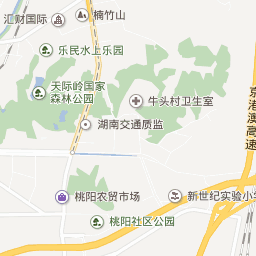 汇财国际
楠竹山
乐民水上乐园
天际岭国家
森林公园
牛头村卫生室
湖南交通质监
京港澳高速
桃阳农贸市场
新世纪实验小学
桃阳社区公园